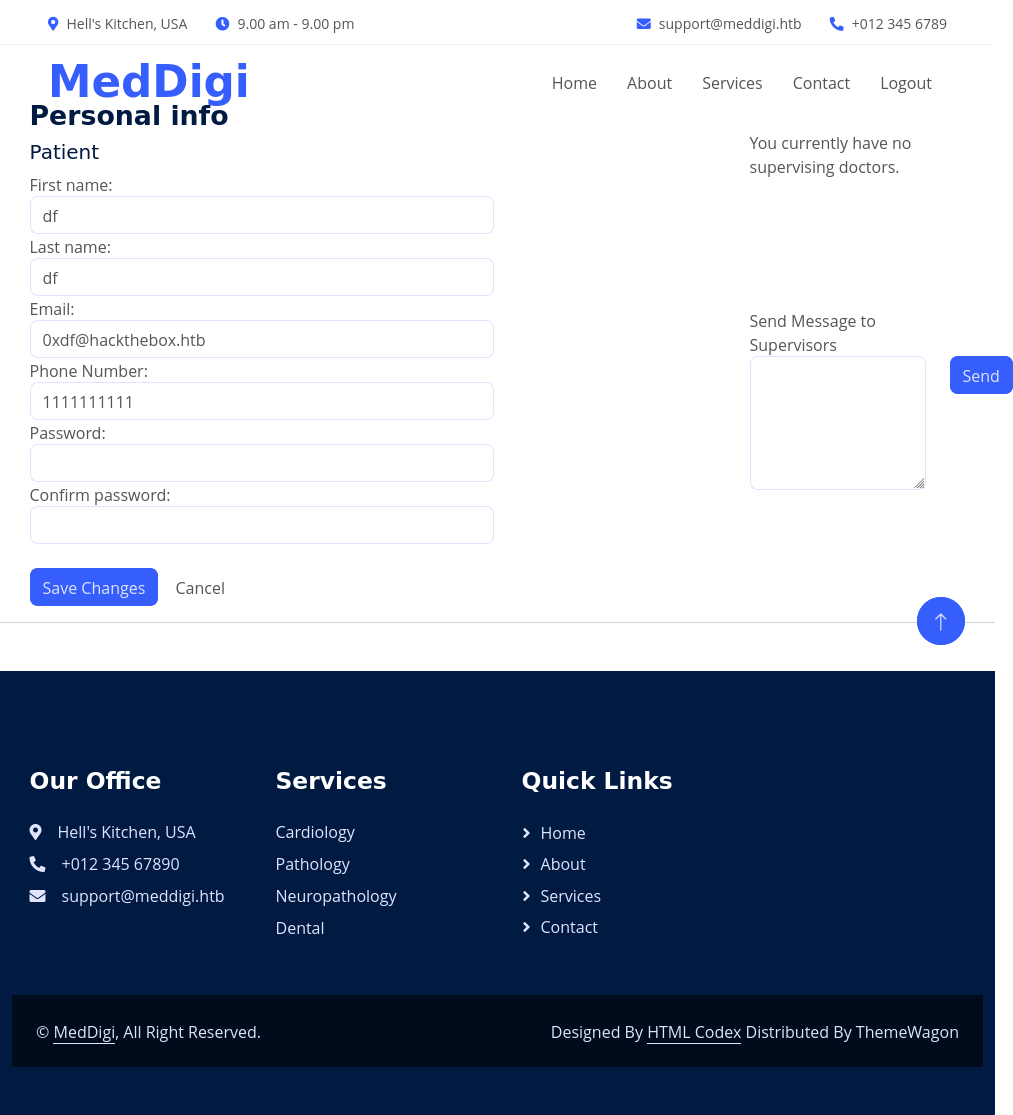 Hell's Kitchen, USA
9.00 am - 9.00 pm
support@meddigi.htb
+012 345 6789
MedDigi
Home
About
Services
Contact
Logout
Personal info
Patient
First name:
df
Last name:
df
Email:
0xdf@hackthebox.htb
Phone Number:
1111111111
Password:
Confirm password:
Save Changes
Cancel
You currently have no
supervising doctors.
Send Message to
Supervisors
Send
Our Office
Hell's Kitchen, USA
+012 345 67890
support@meddigi.htb
Services
Cardiology
Pathology
Neuropathology
Dental
Quick Links
Home
About
Services
Contact
© MedDigi, All Right Reserved.
Designed By HTML Codex Distributed By ThemeWagon